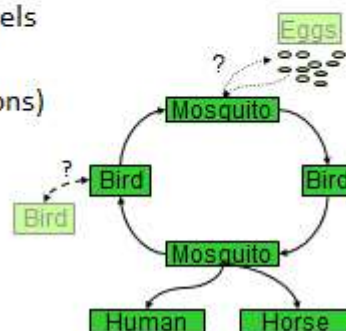 els
ons)
Eggs
?
Mosquito
?
Bird
Bird
Bird
Mosquito
Human
Horse